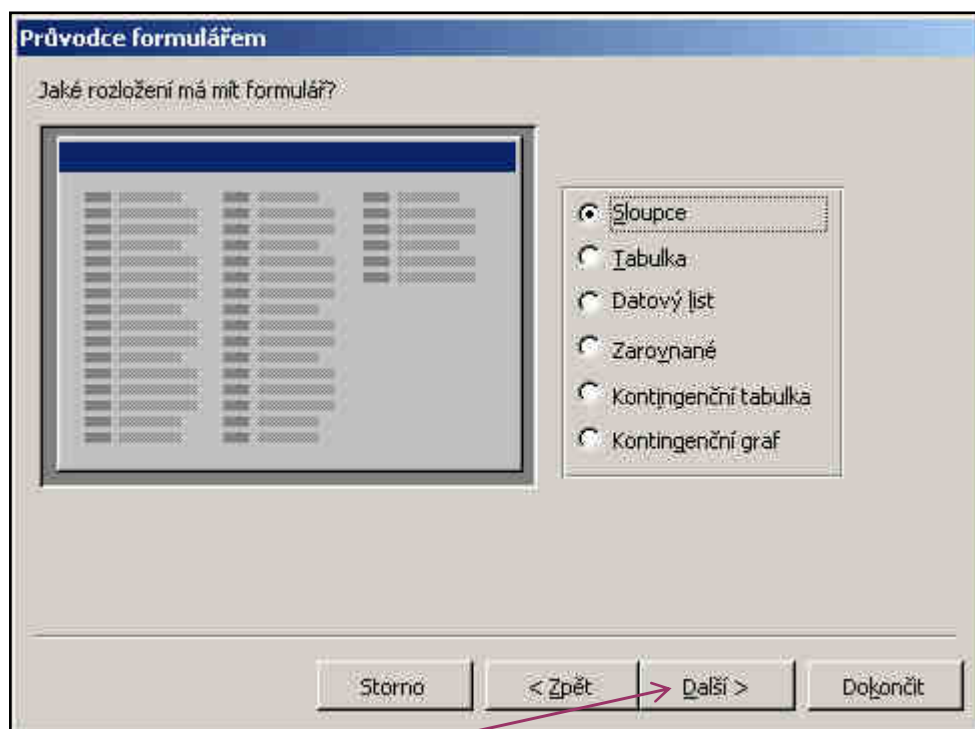 Průvodce formulářem
Jaké rozložení má mít formulář?
Sloupce
Tabulka
Datový list
Zarovnané
Kontingenční tabulka
Kontingenční graf
Storno
< Zpět
Další >
Dokončit